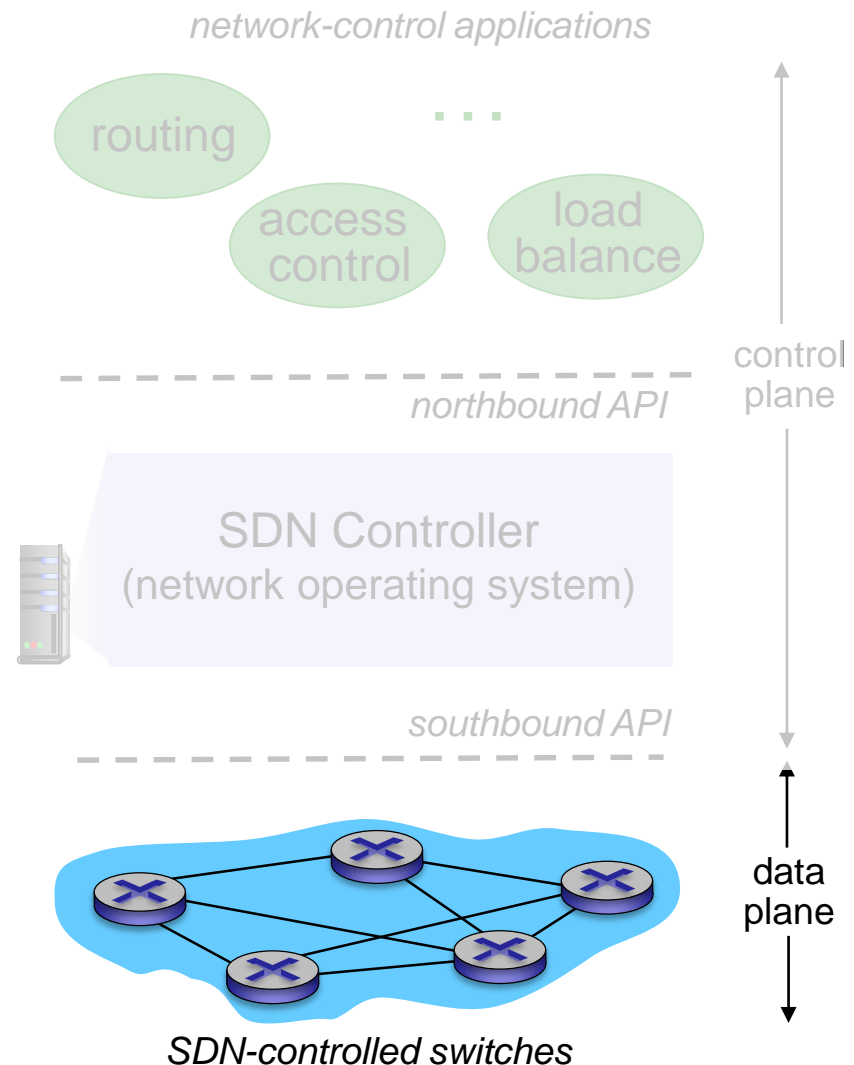 network-control applications
routing
...
access
control
load
balance
control
plane
northbound API
SDN Controller
(network operating system)
southbound API
data
plane
SDN-controlled switches